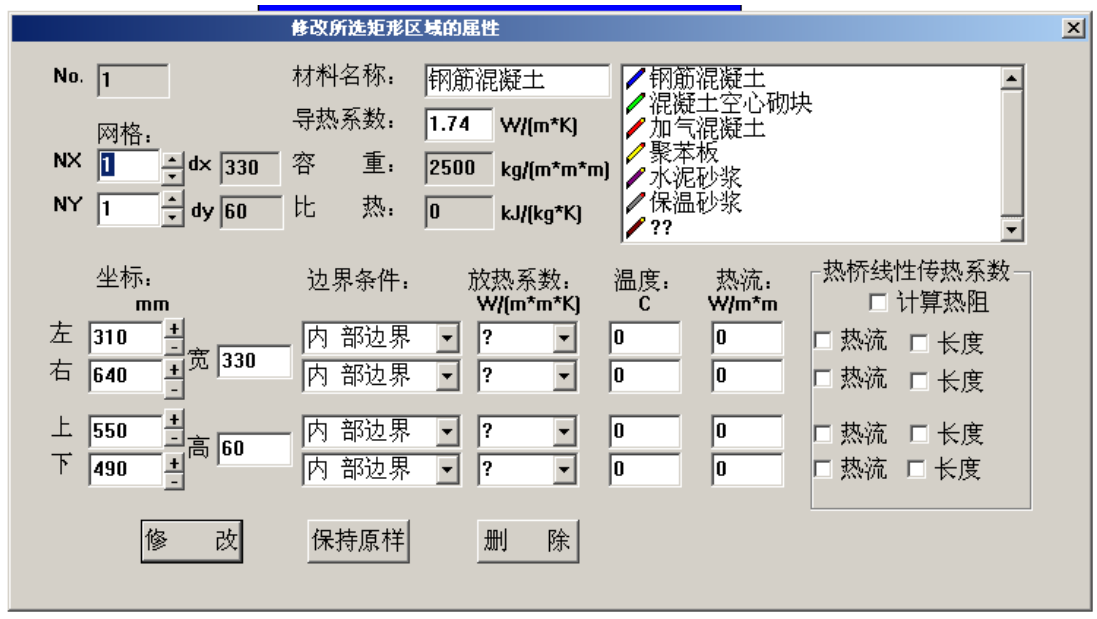 修改所选矩形区域的属性
No. 1 材料名称： 钢筋混凝土 钢筋混凝土
混凝土空心砌块
网格： 导热系数： 1.74 W/(m*K) 加气混凝土
聚苯板
NX 1 dx 330 容 重： 2500 kg/(m*m*m) 水泥砂浆
NY 1 dy 60 比 热： 0 kJ/(kg*K) 保温砂浆
??
坐标： 边界条件： 放热系数： 温度： 热流： 热桥线性传热系数
mm W/(m*m*K) C W/m*m 计算热阻
左 310 + - 宽 330 内 部边界 ? 0 0 热流 长度
右 640 + - 内 部边界 ? 0 0 热流 长度
上 550 + - 高 60 内 部边界 ? 0 0 热流 长度
下 490 + - 内 部边界 ? 0 0 热流 长度
修 改 保持原样 删 除